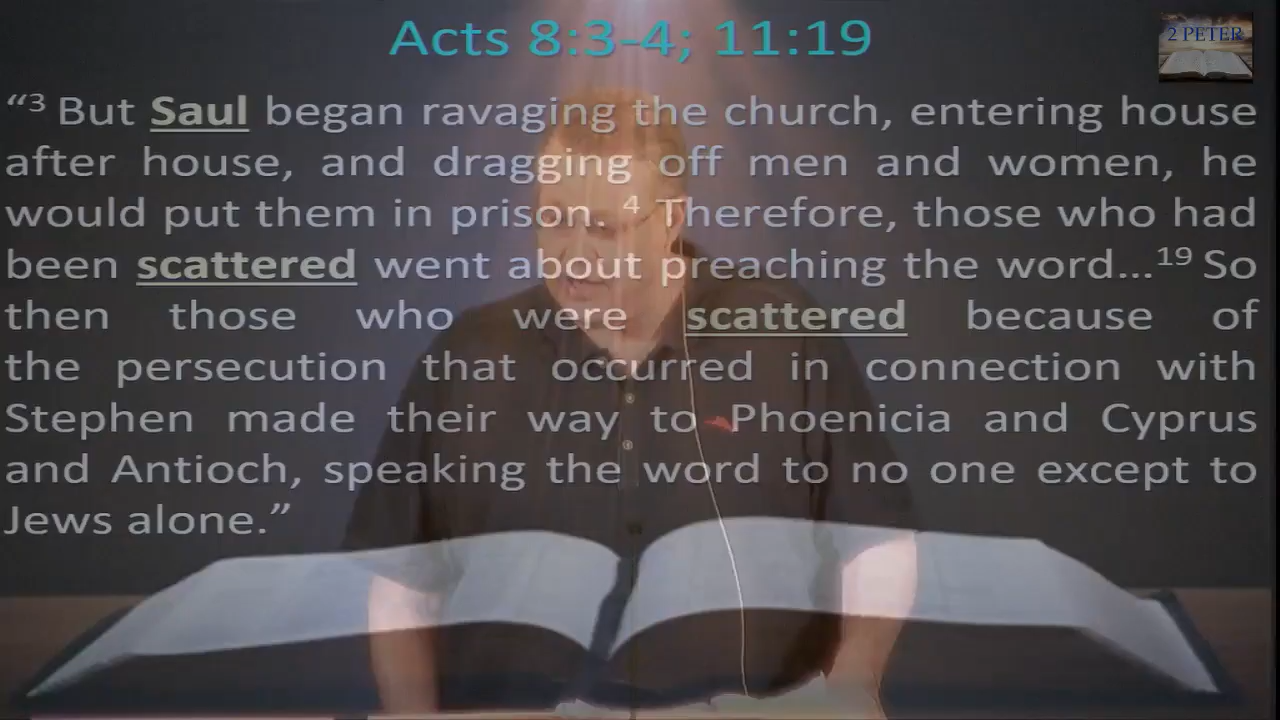 Acts 8:3-4; 11:19
2 PETER
“3 But Saul began ravaging the church, entering house
after house, and dragging off men and women, he
would put them in prison. 4 Therefore, those who had
been scattered went about preaching the word…19 So
then those who were scattered because of
the persecution that occurred in connection with
Stephen made their way to Phoenicia and Cyprus
and Antioch, speaking the word to no one except to
Jews alone.”